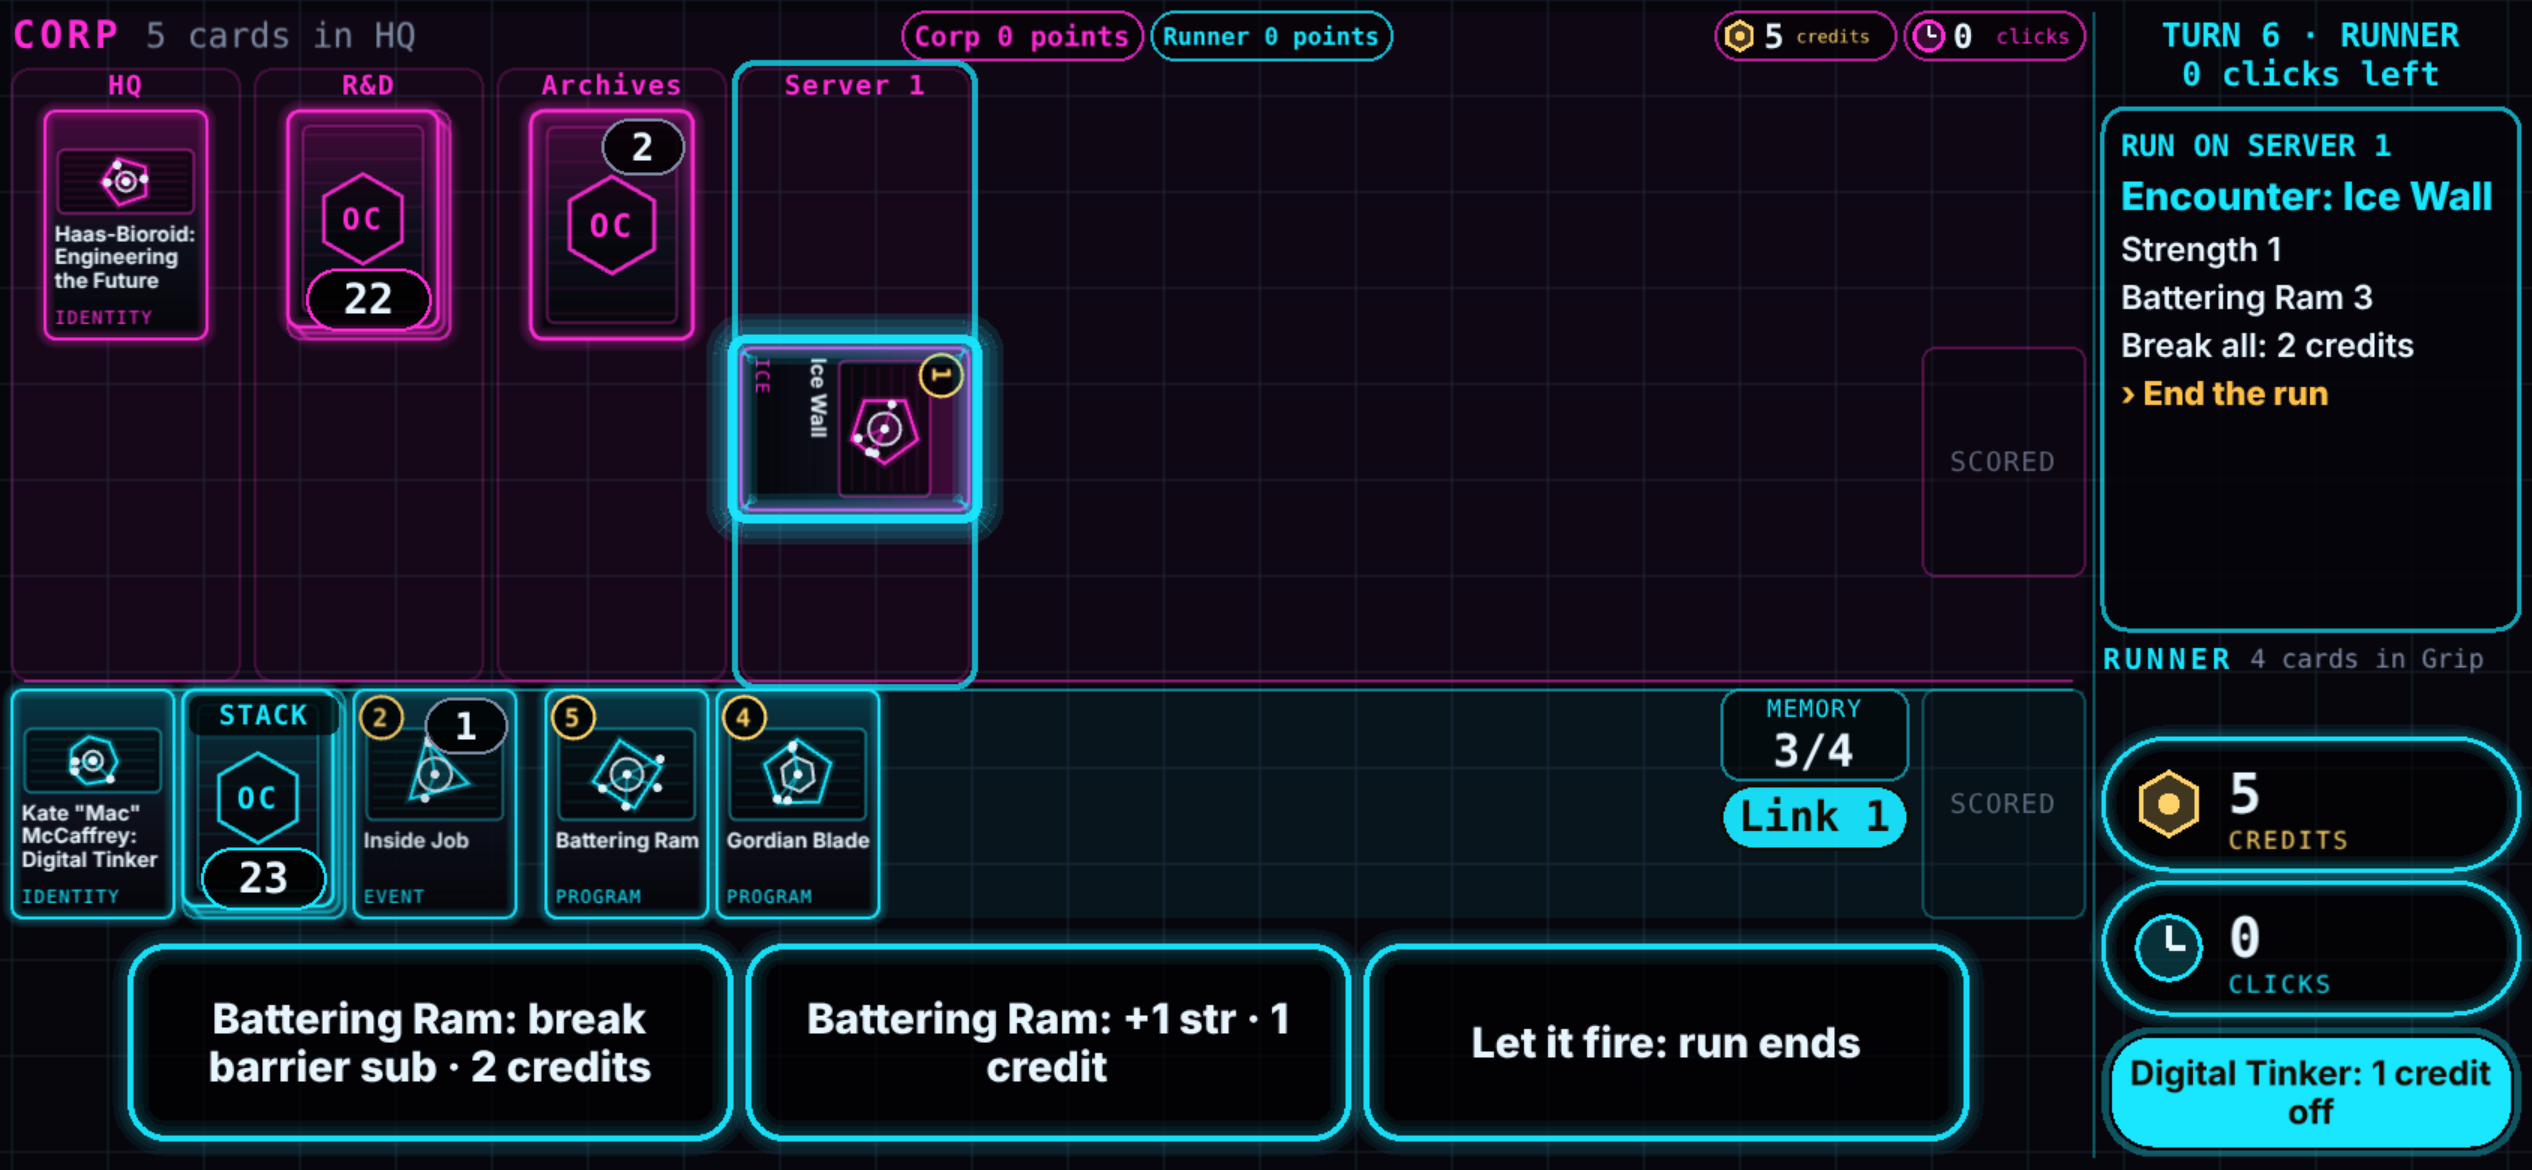 CORP 5 cards in HQ
Corp 0 points
Runner 0 points
5 credits
0 clicks
TURN 6 · RUNNER
0 clicks left
HQ
R&D
Archives
Server 1
Haas-Bioroid:
Engineering
the Future
IDENTITY
OC
22
2
OC
ICE
Ice Wall
1
SCORED
RUN ON SERVER 1
Encounter: Ice Wall
Strength 1
Battering Ram 3
Break all: 2 credits
› End the run
RUNNER 4 cards in Grip
Kate "Mac"
McCaffrey:
Digital Tinker
IDENTITY
STACK
OC
23
2
1
Inside Job
EVENT
5
Battering Ram
PROGRAM
4
Gordian Blade
PROGRAM
MEMORY
3/4
Link 1
SCORED
5
CREDITS
0
CLICKS
Battering Ram: break
barrier sub · 2 credits
Battering Ram: +1 str · 1
credit
Let it fire: run ends
Digital Tinker: 1 credit
off